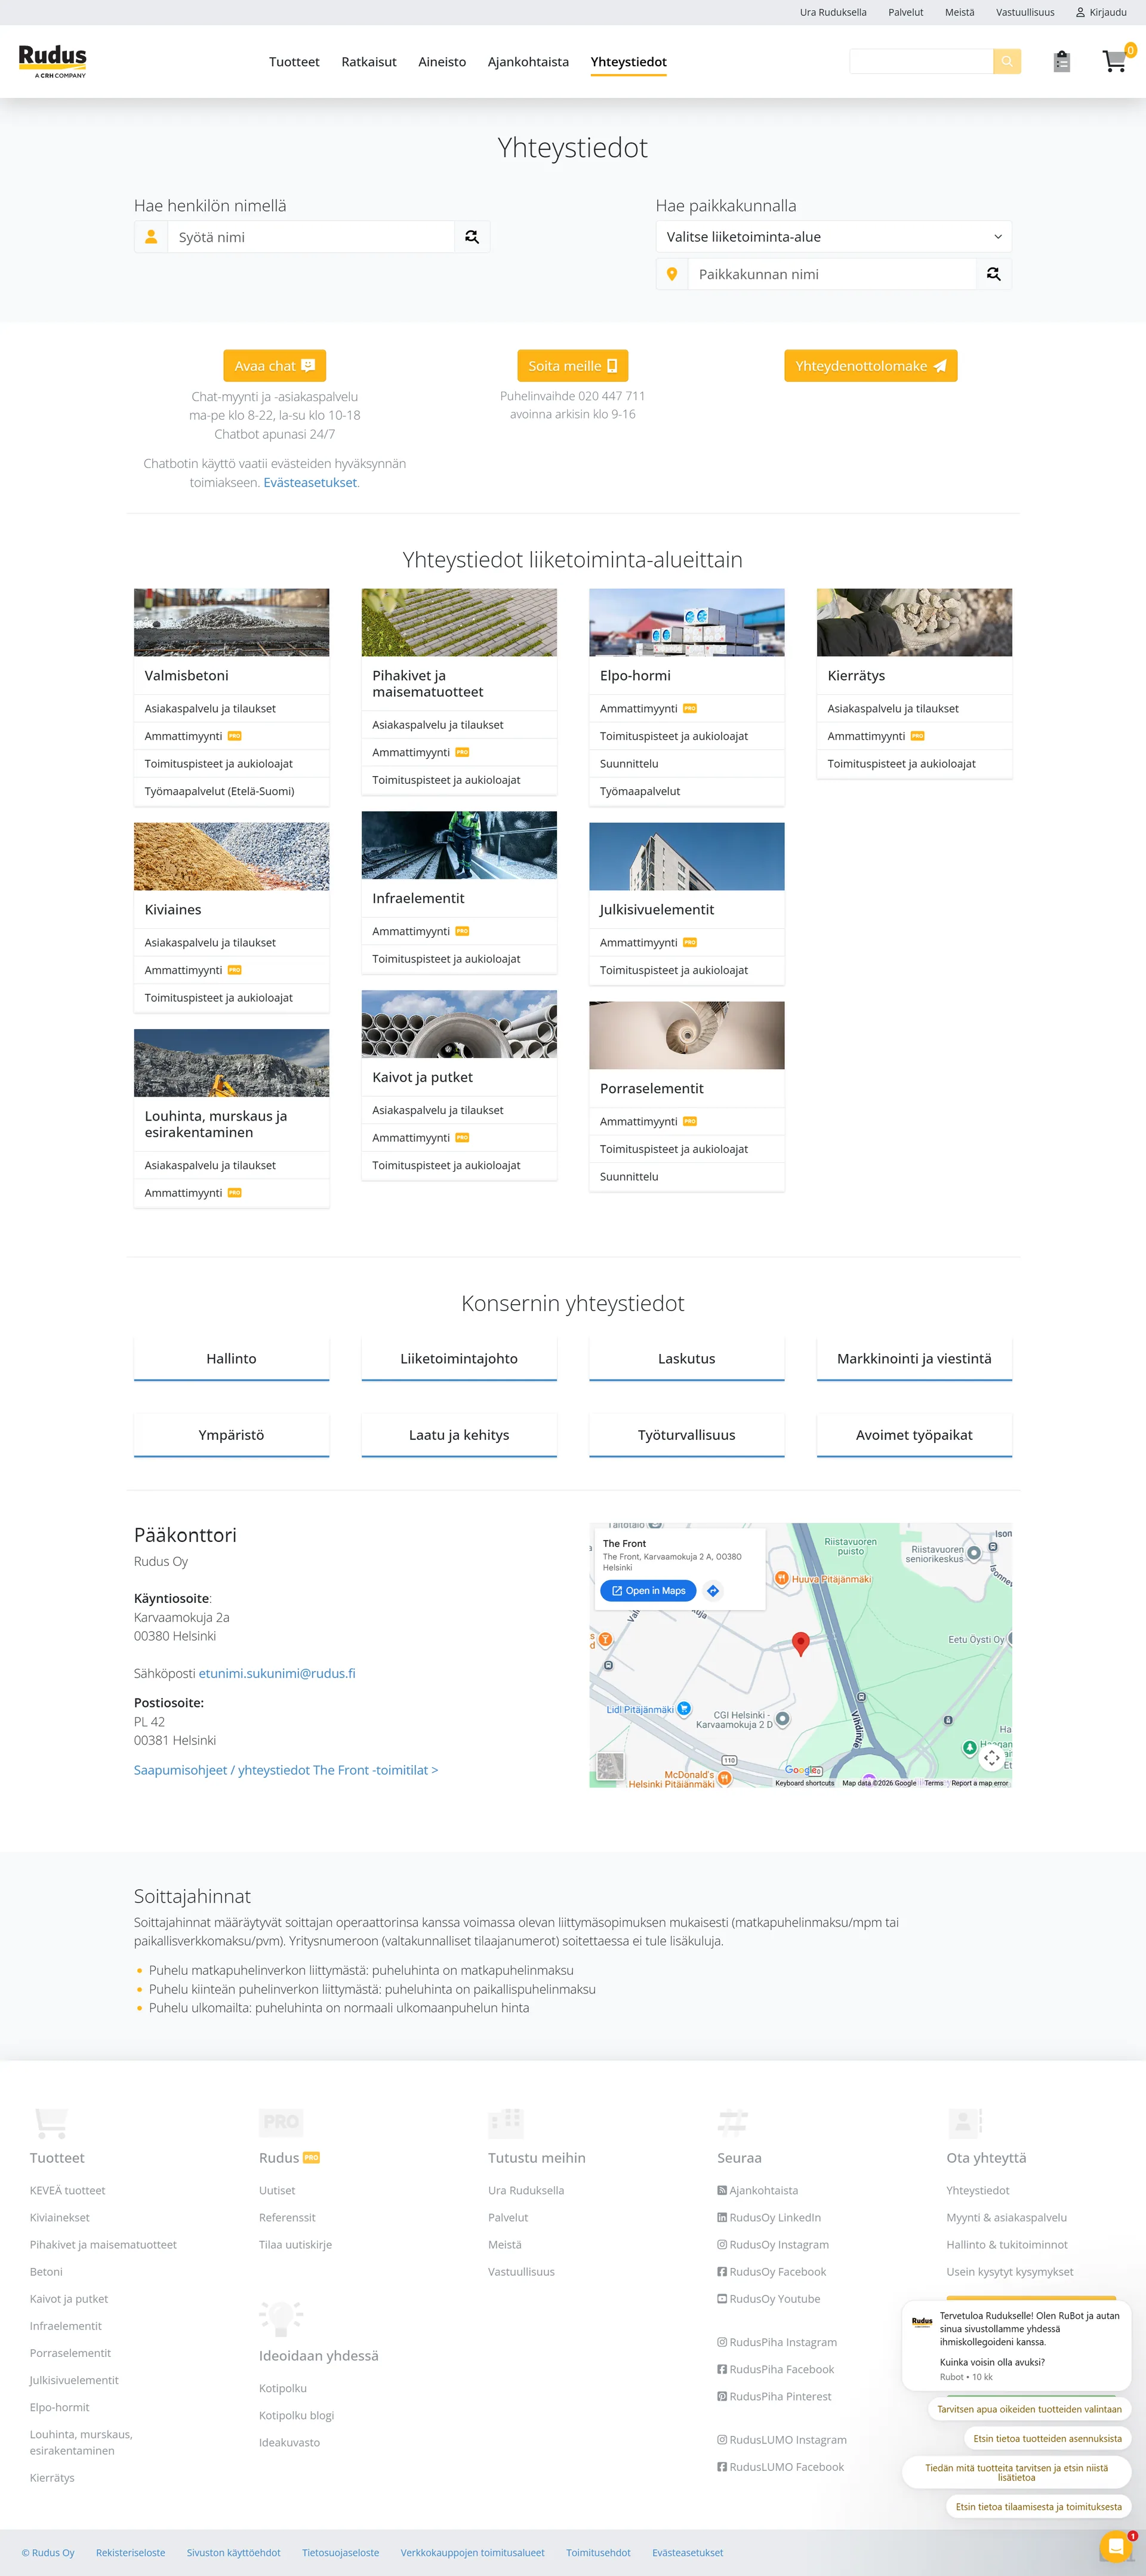 Ura Ruduksella Palvelut Meistä Vastuullisuus Kirjaudu
Rudus
A CRH COMPANY
Tuotteet Ratkaisut Aineisto Ajankohtaista Yhteystiedot
0
Yhteystiedot
Hae henkilön nimellä
Syötä nimi
Hae paikkakunnalla
Valitse liiketoiminta-alue
Paikkakunnan nimi
Avaa chat
Chat-myynti ja -asiakaspalvelu
ma-pe klo 8-22, la-su klo 10-18
Chatbot apunasi 24/7
Chatbotin käyttö vaatii evästeiden hyväksynnän
toimiakseen. Evästeasetukset.
Soita meille
Puhelinvaihde 020 447 711
avoinna arkisin klo 9-16
Yhteydenottolomake
Yhteystiedot liiketoiminta-alueittain
Valmisbetoni
Asiakaspalvelu ja tilaukset
Ammattimyynti PRO
Toimituspisteet ja aukioloajat
Työmaapalvelut (Etelä-Suomi)
Kiviaines
Asiakaspalvelu ja tilaukset
Ammattimyynti PRO
Toimituspisteet ja aukioloajat
Louhinta, murskaus ja
esirakentaminen
Asiakaspalvelu ja tilaukset
Ammattimyynti PRO
Pihakivet ja
maisematuotteet
Asiakaspalvelu ja tilaukset
Ammattimyynti PRO
Toimituspisteet ja aukioloajat
Infraelementit
Ammattimyynti PRO
Toimituspisteet ja aukioloajat
Kaivot ja putket
Asiakaspalvelu ja tilaukset
Ammattimyynti PRO
Toimituspisteet ja aukioloajat
Elpo-hormi
Ammattimyynti PRO
Toimituspisteet ja aukioloajat
Suunnittelu
Työmaapalvelut
Julkisivuelementit
Ammattimyynti PRO
Toimituspisteet ja aukioloajat
Porraselementit
Ammattimyynti PRO
Toimituspisteet ja aukioloajat
Suunnittelu
Kierrätys
Asiakaspalvelu ja tilaukset
Ammattimyynti PRO
Toimituspisteet ja aukioloajat
Konsernin yhteystiedot
Hallinto Liiketoimintajohto Laskutus Markkinointi ja viestintä
Ympäristö Laatu ja kehitys Työturvallisuus Avoimet työpaikat
Pääkonttori
Rudus Oy
Käyntiosoite:
Karvaamokuja 2a
00380 Helsinki
Sähköposti etunimi.sukunimi@rudus.fi
Postiosoite:
PL 42
00381 Helsinki
Saapumisohjeet / yhteystiedot The Front -toimitilat >
The Front
The Front, Karvaamokuja 2 A, 00380
Helsinki
Open in Maps
Riistavuoren
puisto
Riistavuoren
seniorikeskus
Huuva Pitäjänmäki
Eetu Öysti Oy
Lidl Pitäjänmäki
CGI Helsinki -
Karvaamokuja 2 D
Vihdintie
110
McDonald's
Helsinki Pitäjänmäki
Google
Keyboard shortcuts Map data ©2026 Google Terms Report a map error
Soittajahinnat
Soittajahinnat määräytyvät soittajan operaattorinsa kanssa voimassa olevan liittymäsopimuksen mukaisesti (matkapuhelinmaksu/mpm tai
paikallisverkkomaksu/pvm). Yritysnumeroon (valtakunnalliset tilaajanumerot) soitettaessa ei tule lisäkuluja.
Puhelu matkapuhelinverkon liittymästä: puheluhinta on matkapuhelinmaksu
Puhelu kiinteän puhelinverkon liittymästä: puheluhinta on paikallispuhelinmaksu
Puhelu ulkomailta: puheluhinta on normaali ulkomaanpuhelun hinta
Tuotteet
KEVEÄ tuotteet
Kiviainekset
Pihakivet ja maisematuotteet
Betoni
Kaivot ja putket
Infraelementit
Porraselementit
Julkisivuelementit
Elpo-hormit
Louhinta, murskaus,
esirakentaminen
Kierrätys
PRO
Rudus PRO
Uutiset
Referenssit
Tilaa uutiskirje
Ideoidaan yhdessä
Kotipolku
Kotipolku blogi
Ideakuvasto
Tutustu meihin
Ura Ruduksella
Palvelut
Meistä
Vastuullisuus
Seuraa
Ajankohtaista
RudusOy LinkedIn
RudusOy Instagram
RudusOy Facebook
RudusOy Youtube
RudusPiha Instagram
RudusPiha Facebook
RudusPiha Pinterest
RudusLUMO Instagram
RudusLUMO Facebook
Ota yhteyttä
Yhteystiedot
Myynti & asiakaspalvelu
Hallinto & tukitoiminnot
Usein kysytyt kysymykset
Tervetuloa Rudukselle! Olen RuBot ja autan
sinua sivustollamme yhdessä
ihmiskollegoideni kanssa.
Kuinka voisin olla avuksi?
Rubot • 10 kk
Tarvitsen apua oikeiden tuotteiden valintaan
Etsin tietoa tuotteiden asennuksista
Tiedän mitä tuotteita tarvitsen ja etsin niistä
lisätietoa
Etsin tietoa tilaamisesta ja toimituksesta
1
© Rudus Oy Rekisteriseloste Sivuston käyttöehdot Tietosuojaseloste Verkkokauppojen toimitusalueet Toimitusehdot Evästeasetukset